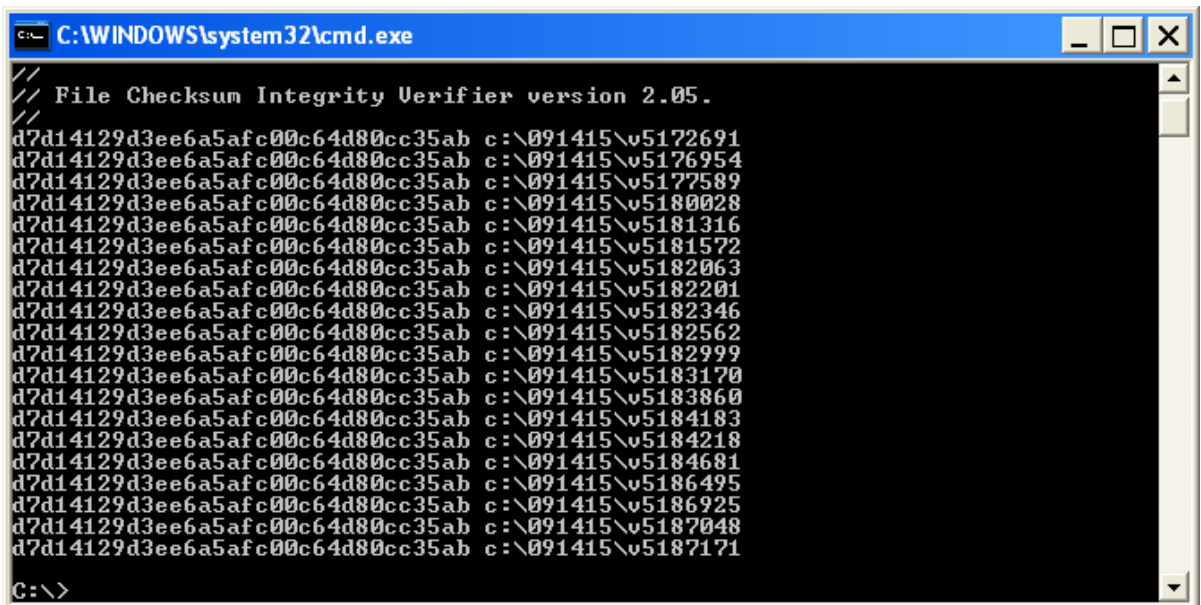 C:\WINDOWS\system32\cmd.exe
//
// File Checksum Integrity Verifier version 2.05.
//
d7d14129d3ee6a5afc00c64d80cc35ab c:\091415\v5172691
d7d14129d3ee6a5afc00c64d80cc35ab c:\091415\v5176954
d7d14129d3ee6a5afc00c64d80cc35ab c:\091415\v5177589
d7d14129d3ee6a5afc00c64d80cc35ab c:\091415\v5180028
d7d14129d3ee6a5afc00c64d80cc35ab c:\091415\v5181316
d7d14129d3ee6a5afc00c64d80cc35ab c:\091415\v5181572
d7d14129d3ee6a5afc00c64d80cc35ab c:\091415\v5182063
d7d14129d3ee6a5afc00c64d80cc35ab c:\091415\v5182201
d7d14129d3ee6a5afc00c64d80cc35ab c:\091415\v5182346
d7d14129d3ee6a5afc00c64d80cc35ab c:\091415\v5182562
d7d14129d3ee6a5afc00c64d80cc35ab c:\091415\v5182999
d7d14129d3ee6a5afc00c64d80cc35ab c:\091415\v5183170
d7d14129d3ee6a5afc00c64d80cc35ab c:\091415\v5183860
d7d14129d3ee6a5afc00c64d80cc35ab c:\091415\v5184183
d7d14129d3ee6a5afc00c64d80cc35ab c:\091415\v5184218
d7d14129d3ee6a5afc00c64d80cc35ab c:\091415\v5184681
d7d14129d3ee6a5afc00c64d80cc35ab c:\091415\v5186495
d7d14129d3ee6a5afc00c64d80cc35ab c:\091415\v5186925
d7d14129d3ee6a5afc00c64d80cc35ab c:\091415\v5187048
d7d14129d3ee6a5afc00c64d80cc35ab c:\091415\v5187171
C:\>